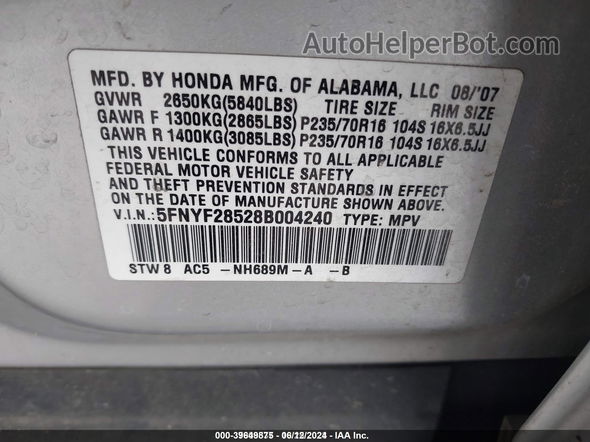 AutoHelperBot.com
MFD. BY HONDA MFG. OF ALABAMA, LLC 08/'07
GVWR 2650KG(5840LBS) TIRE SIZE RIM SIZE
GAWR F 1300KG(2865LBS) P235/70R16 104S 16X6.5JJ
GAWR R 1400KG(3085LBS) P235/70R16 104S 16X6.5JJ
THIS VEHICLE CONFORMS TO ALL APPLICABLE
FEDERAL MOTOR VEHICLE SAFETY
AND THEFT PREVENTION STANDARDS IN EFFECT
ON THE DATE OF MANUFACTURE SHOWN ABOVE.
V.I.N.: 5FNYF28528B004240 TYPE: MPV
STW 8 AC5 -NH689M-A -B
IAA Inc.